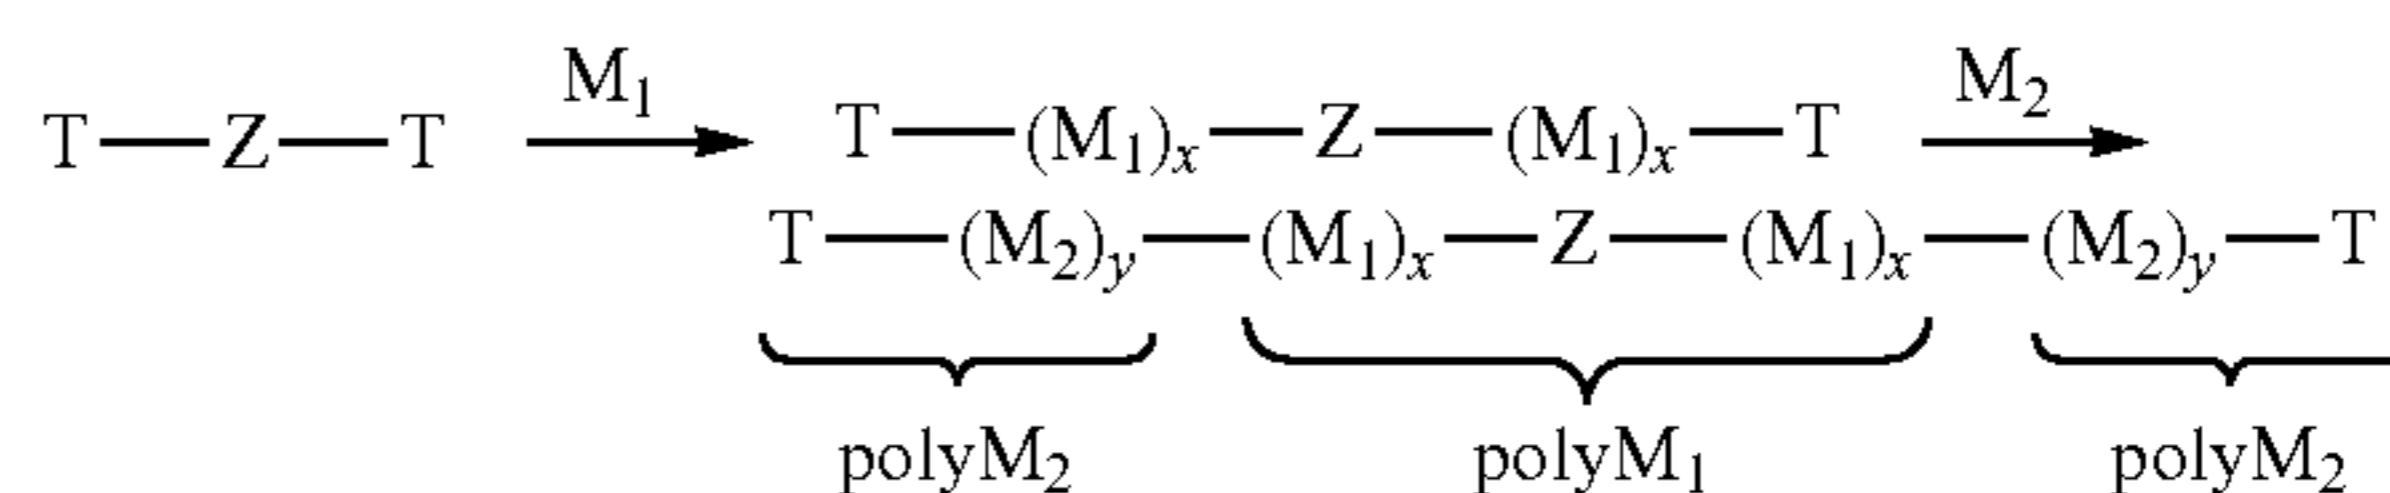 M₁ M₂
T—Z—T ⟶ T—(M₁)ₓ—Z—(M₁)ₓ—T ⟶
T—(M₂)ᵧ—(M₁)ₓ—Z—(M₁)ₓ—(M₂)ᵧ—T
polyM₂ polyM₁ polyM₂